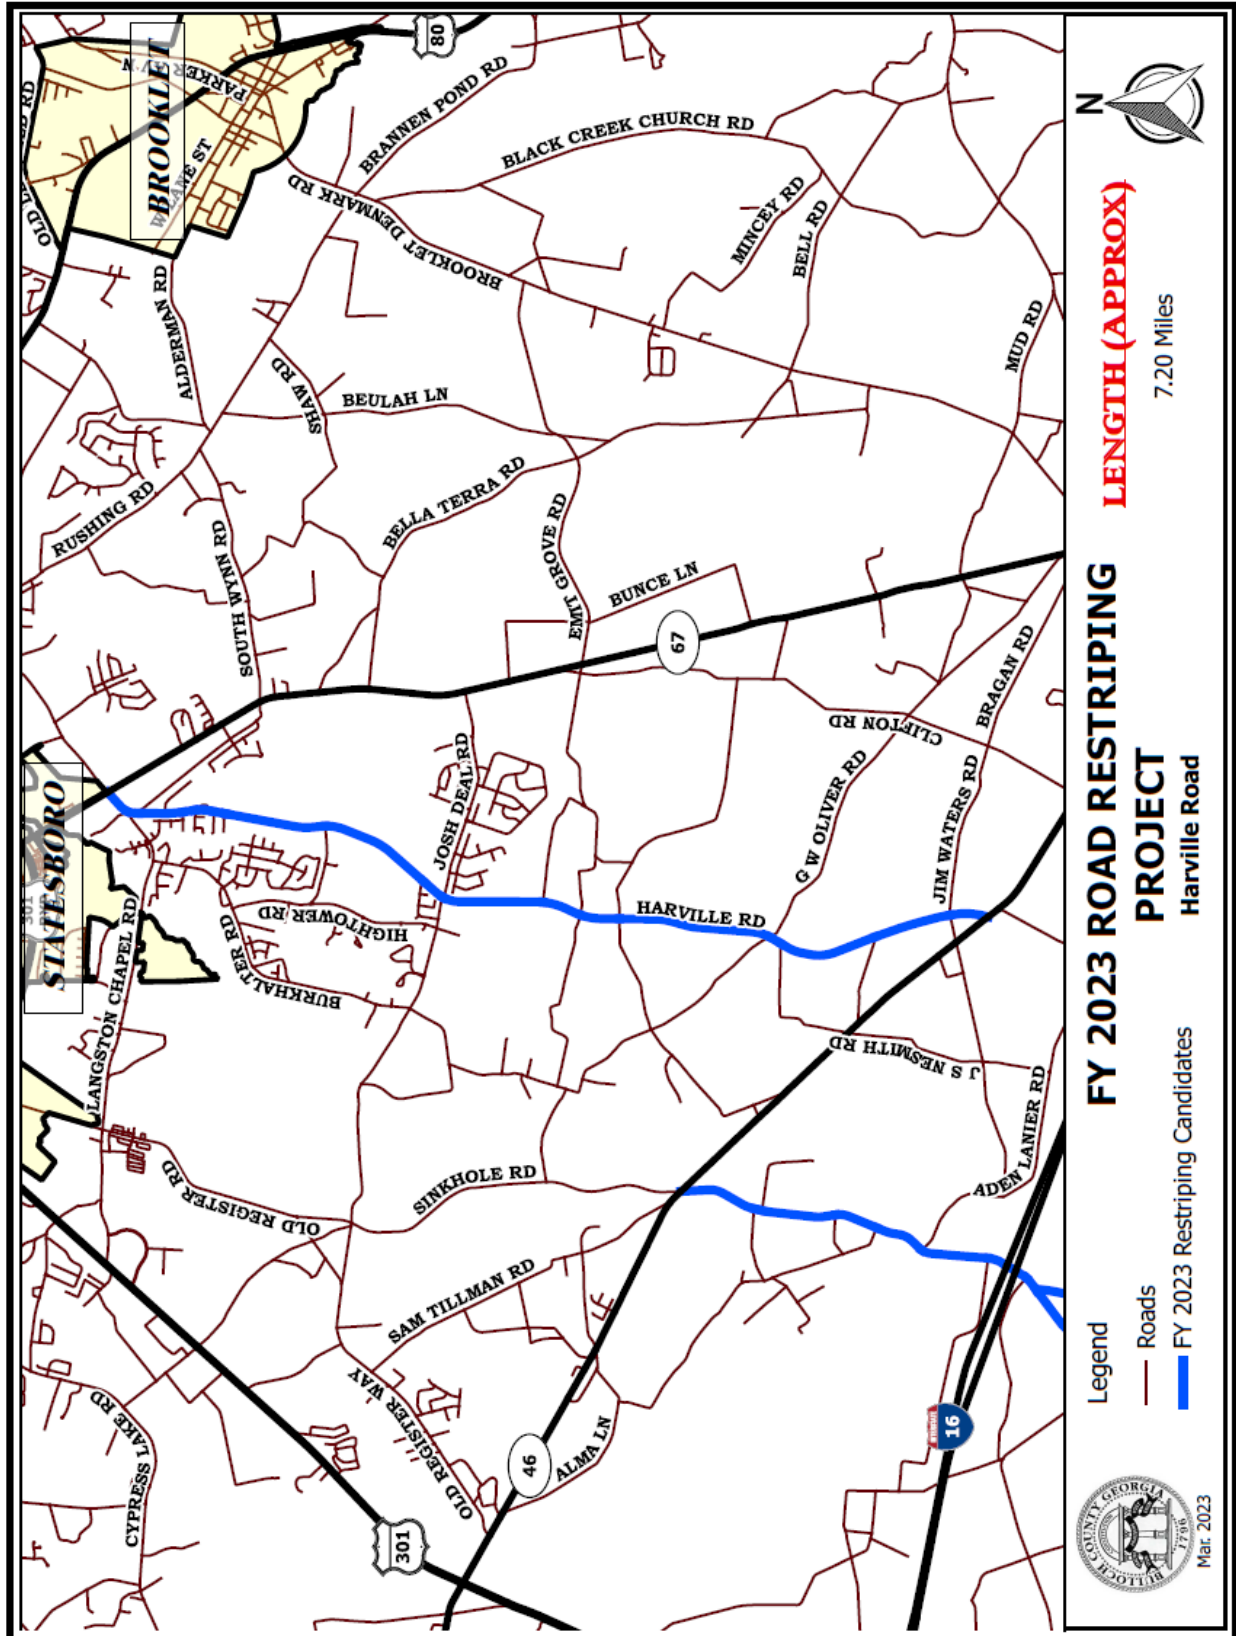 BROOKLET
PARKER AV N
W LANE ST
80
BRANNEN POND RD
BLACK CREEK CHURCH RD
BROOKLET DENMARK RD
MINCEY RD
BELL RD
MUD RD
ALDERMAN RD
SHAW RD
BEULAH LN
RUSHING RD
SOUTH WYNN RD
BELLA TERRA RD
EMIT GROVE RD
BUNCE LN
67
CLIFTON RD
BRAGAN RD
STATESBORO
301
JOSH DEAL RD
G W OLIVER RD
JIM WATERS RD
HARVILLE RD
HIGHTOWER RD
BURKHALTER RD
LANGSTON CHAPEL RD
J S NESMITH RD
ADEN LANIER RD
OLD REGISTER RD
SINKHOLE RD
SAM TILLMAN RD
OLD REGISTER WAY
CYPRESS LAKE RD
ALMA LN
46
301
16
N
LENGTH (APPROX)
7.20 Miles
FY 2023 ROAD RESTRIPING
PROJECT
Harville Road
Legend
Roads
FY 2023 Restriping Candidates
BULLOCH COUNTY GEORGIA
1796
Mar. 2023